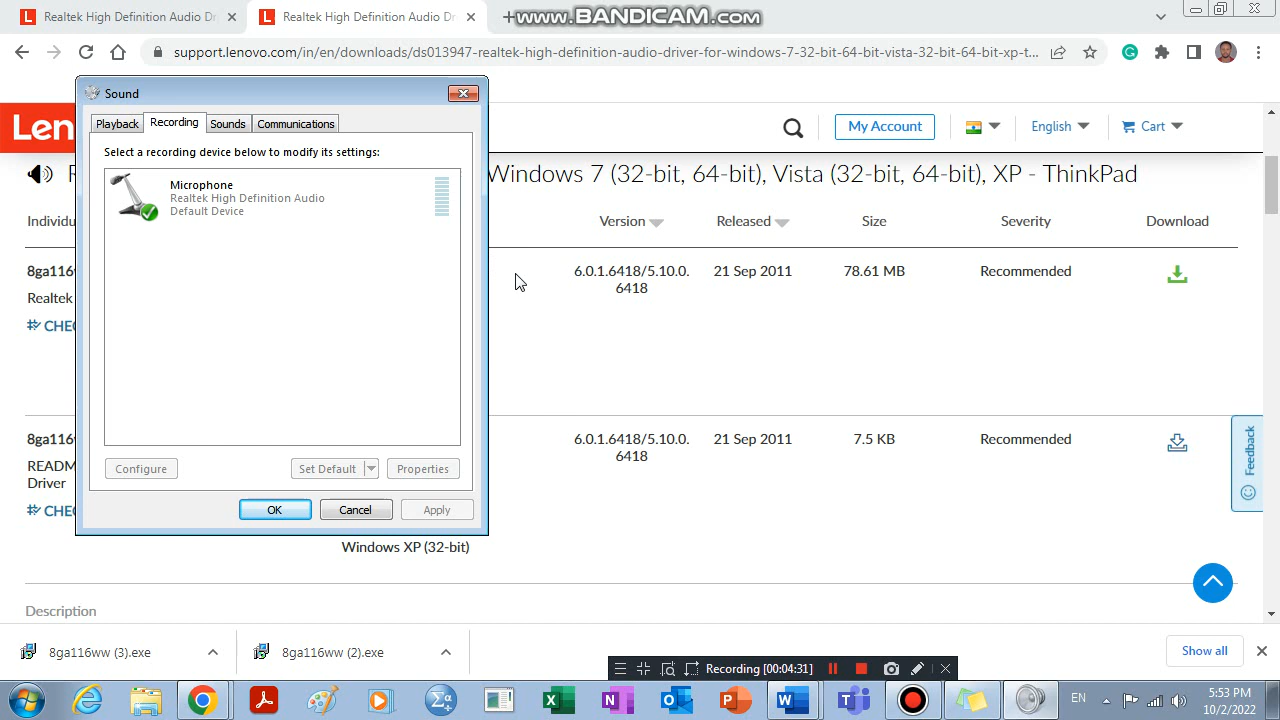 Realtek High Definition Audio Dr
Realtek High Definition Audio Dr
www.BANDICAM.com
support.lenovo.com/in/en/downloads/ds013947-realtek-high-definition-audio-driver-for-windows-7-32-bit-64-bit-vista-32-bit-64-bit-xp-t...
Sound
Playback
Recording
Sounds
Communications
Select a recording device below to modify its settings:
Microphone
Realtek High Definition Audio
Default Device
Configure
Set Default
Properties
OK
Cancel
Apply
Len
My Account
English
Cart
R
Windows 7 (32-bit, 64-bit), Vista (32-bit, 64-bit), XP - ThinkPad
Individu
Version
Released
Size
Severity
Download
8ga116
Realtek
CHEC
6.0.1.6418/5.10.0.
6418
21 Sep 2011
78.61 MB
Recommended
8ga116
READM
Driver
CHEC
6.0.1.6418/5.10.0.
6418
21 Sep 2011
7.5 KB
Recommended
Feedback
Windows XP (32-bit)
Description
8ga116ww (3).exe
8ga116ww (2).exe
Show all
Recording [00:04:31]
EN
5:53 PM
10/2/2022